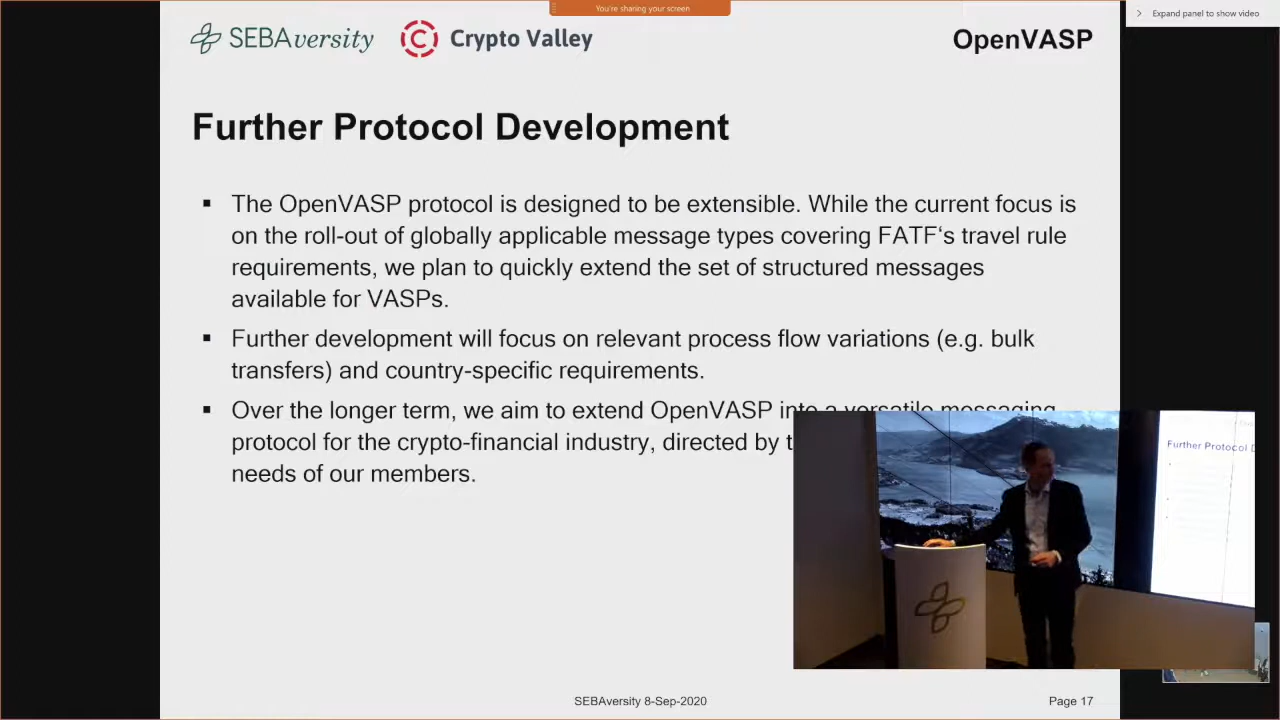 You're sharing your screen
Expand panel to show video
SEBAversity
Crypto Valley
OpenVASP
Further Protocol Development
▪ The OpenVASP protocol is designed to be extensible. While the current focus is
on the roll-out of globally applicable message types covering FATF‘s travel rule
requirements, we plan to quickly extend the set of structured messages
available for VASPs.
▪ Further development will focus on relevant process flow variations (e.g. bulk
transfers) and country-specific requirements.
▪ Over the longer term, we aim to extend OpenVASP into a versatile messaging
protocol for the crypto-financial industry, directed by
needs of our members.
Further Protocol D
SEBAversity 8-Sep-2020
Page 17